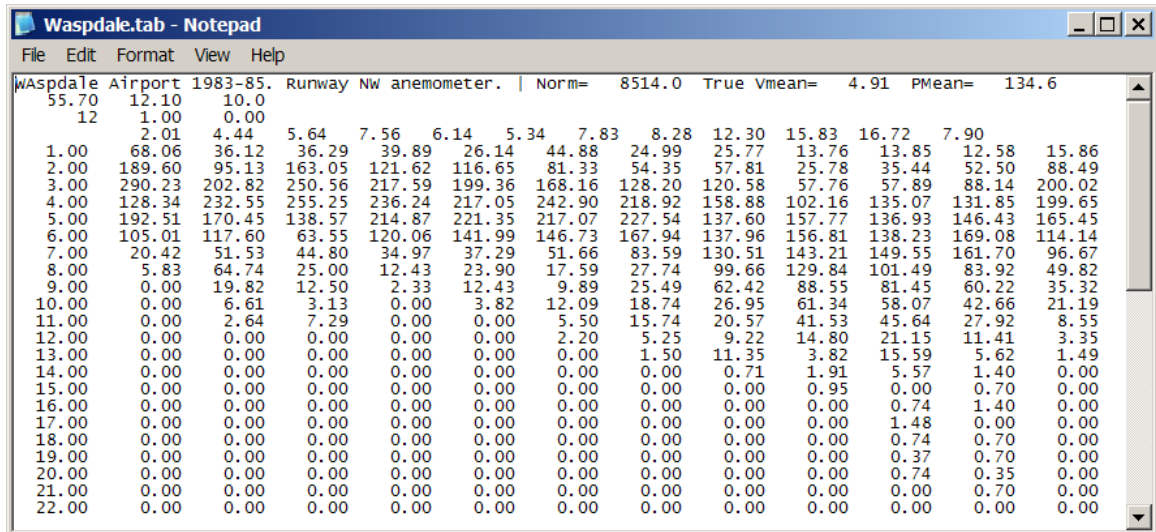 Waspdale.tab - Notepad
File Edit Format View Help
WAspdale Airport 1983-85. Runway NW anemometer. | Norm= 8514.0 True Vmean= 4.91 PMean= 134.6
55.70 12.10 10.0
12 1.00 0.00
2.01 4.44 5.64 7.56 6.14 5.34 7.83 8.28 12.30 15.83 16.72 7.90
1.00 68.06 36.12 36.29 39.89 26.14 44.88 24.99 25.77 13.76 13.85 12.58 15.86
2.00 189.60 95.13 163.05 121.62 116.65 81.33 54.35 57.81 25.78 35.44 52.50 88.49
3.00 290.23 202.82 250.56 217.59 199.36 168.16 128.20 120.58 57.76 57.89 88.14 200.02
4.00 128.34 232.55 255.25 236.24 217.05 242.90 218.92 158.88 102.16 135.07 131.85 199.65
5.00 192.51 170.45 138.57 214.87 221.35 217.07 227.54 137.60 157.77 136.93 146.43 165.45
6.00 105.01 117.60 63.55 120.06 141.99 146.73 167.94 137.96 156.81 138.23 169.08 114.14
7.00 20.42 51.53 44.80 34.97 37.29 51.66 83.59 130.51 143.21 149.55 161.70 96.67
8.00 5.83 64.74 25.00 12.43 23.90 17.59 27.74 99.66 129.84 101.49 83.92 49.82
9.00 0.00 19.82 12.50 2.33 12.43 9.89 25.49 62.42 88.55 81.45 60.22 35.32
10.00 0.00 6.61 3.13 0.00 3.82 12.09 18.74 26.95 61.34 58.07 42.66 21.19
11.00 0.00 2.64 7.29 0.00 0.00 5.50 15.74 20.57 41.53 45.64 27.92 8.55
12.00 0.00 0.00 0.00 0.00 0.00 2.20 5.25 9.22 14.80 21.15 11.41 3.35
13.00 0.00 0.00 0.00 0.00 0.00 0.00 1.50 11.35 3.82 15.59 5.62 1.49
14.00 0.00 0.00 0.00 0.00 0.00 0.00 0.00 0.71 1.91 5.57 1.40 0.00
15.00 0.00 0.00 0.00 0.00 0.00 0.00 0.00 0.00 0.95 0.00 0.70 0.00
16.00 0.00 0.00 0.00 0.00 0.00 0.00 0.00 0.00 0.00 0.74 1.40 0.00
17.00 0.00 0.00 0.00 0.00 0.00 0.00 0.00 0.00 0.00 1.48 0.00 0.00
18.00 0.00 0.00 0.00 0.00 0.00 0.00 0.00 0.00 0.00 0.74 0.70 0.00
19.00 0.00 0.00 0.00 0.00 0.00 0.00 0.00 0.00 0.00 0.37 0.70 0.00
20.00 0.00 0.00 0.00 0.00 0.00 0.00 0.00 0.00 0.00 0.74 0.35 0.00
21.00 0.00 0.00 0.00 0.00 0.00 0.00 0.00 0.00 0.00 0.00 0.70 0.00
22.00 0.00 0.00 0.00 0.00 0.00 0.00 0.00 0.00 0.00 0.00 0.00 0.00